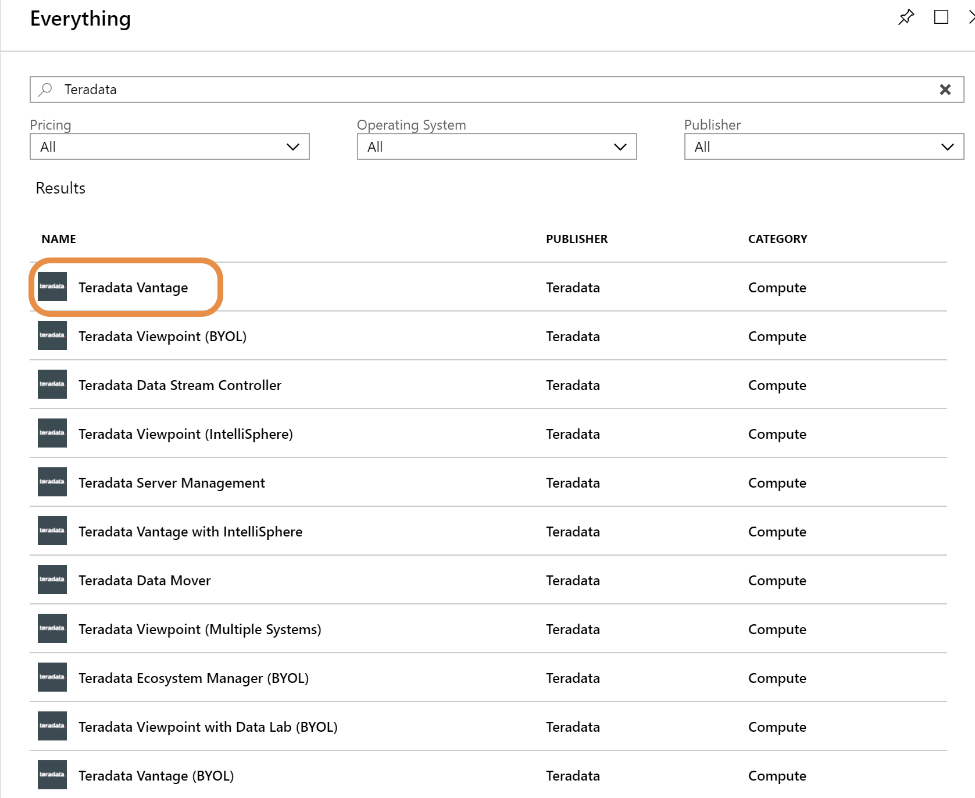 Everything
Teradata
Pricing Operating System Publisher
All All All
Results
NAME PUBLISHER CATEGORY
teradata Teradata Vantage Teradata Compute
teradata Teradata Viewpoint (BYOL) Teradata Compute
teradata Teradata Data Stream Controller Teradata Compute
teradata Teradata Viewpoint (IntelliSphere) Teradata Compute
teradata Teradata Server Management Teradata Compute
teradata Teradata Vantage with IntelliSphere Teradata Compute
teradata Teradata Data Mover Teradata Compute
teradata Teradata Viewpoint (Multiple Systems) Teradata Compute
teradata Teradata Ecosystem Manager (BYOL) Teradata Compute
teradata Teradata Viewpoint with Data Lab (BYOL) Teradata Compute
teradata Teradata Vantage (BYOL) Teradata Compute